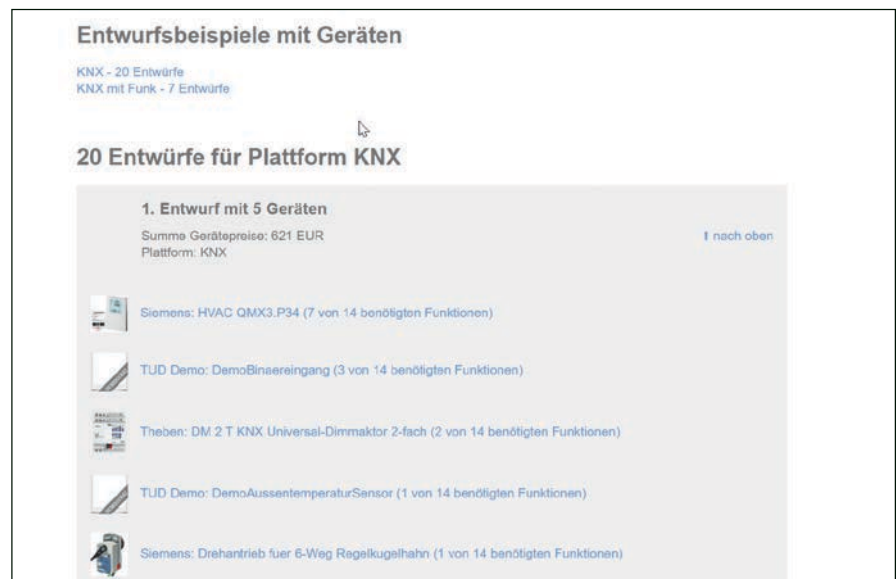 Entwurfsbeispiele mit Geräten
KNX - 20 Entwürfe
KNX mit Funk - 7 Entwürfe
20 Entwürfe für Plattform KNX
1. Entwurf mit 5 Geräten
Summe Gerätepreise: 621 EUR
⬆ nach oben
Plattform: KNX
Siemens: HVAC QMX3.P34 (7 von 14 benötigten Funktionen)
TUD Demo: DemoBinaereingang (3 von 14 benötigten Funktionen)
Theben: DM 2 T KNX Universal-Dimmaktor 2-fach (2 von 14 benötigten Funktionen)
TUD Demo: DemoAussentemperaturSensor (1 von 14 benötigten Funktionen)
Siemens: Drehantrieb fuer 6-Weg Regelkugelhahn (1 von 14 benötigten Funktionen)